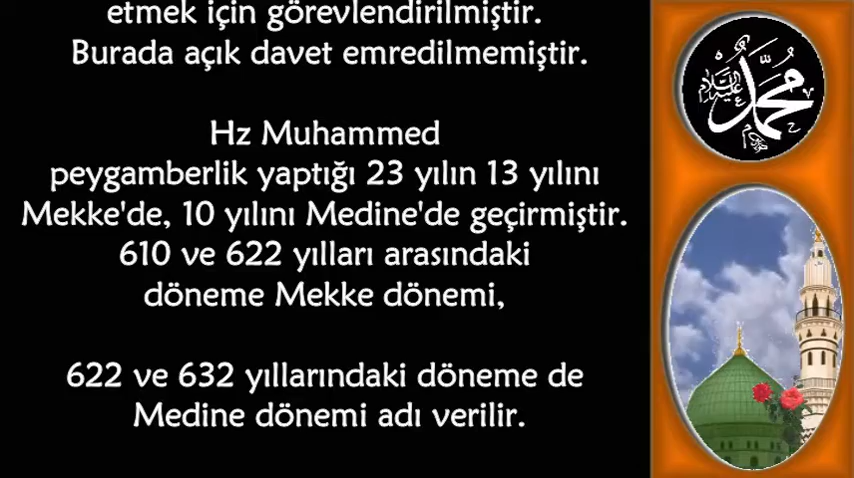 etmek için görevlendirilmiştir.
Burada açık davet emredilmemiştir.
Hz Muhammed
peygamberlik yaptığı 23 yılın 13 yılını
Mekke'de, 10 yılını Medine'de geçirmiştir.
610 ve 622 yılları arasındaki
döneme Mekke dönemi,
622 ve 632 yıllarındaki döneme de
Medine dönemi adı verilir.
محمد
عليه السلام